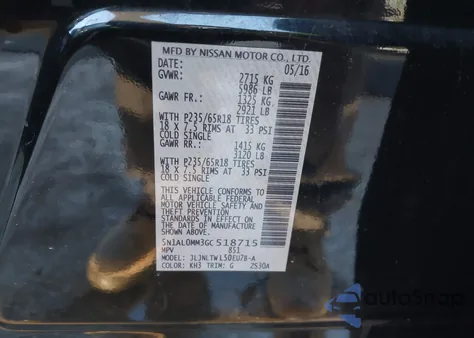 MFD BY NISSAN MOTOR CO., LTD.
DATE: 05/16
GVWR: 2715 KG
5986 LB
GAWR FR.: 1325 KG
2921 LB
WITH P235/65R18 TIRES
18 X 7.5 RIMS AT 33 PSI
COLD SINGLE
GAWR RR.: 1415 KG
3120 LB
WITH P235/65R18 TIRES
18 X 7.5 RIMS AT 33 PSI
COLD SINGLE
THIS VEHICLE CONFORMS TO
ALL APPLICABLE FEDERAL
MOTOR VEHICLE SAFETY AND
THEFT PREVENTION
STANDARDS IN EFFECT ON THE
DATE OF MANUFACTURE
SHOWN ABOVE.
5N1AL0MM3GC518715
MPV 851
MODEL: JLJNLTWL50EU7B-A
COLOR: KH3 TRIM: G 2530A
autoSnap